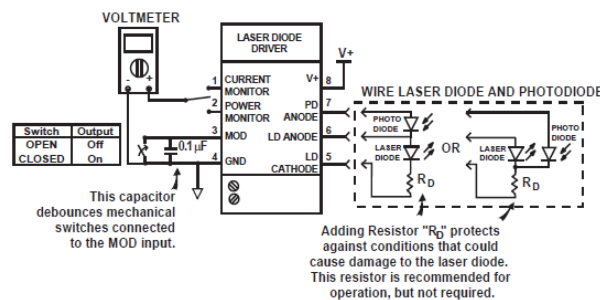 VOLTMETER
- +
LASER DIODE
DRIVER
V+
1
CURRENT
MONITOR
V+
8
2
POWER
MONITOR
PD
ANODE
7
3
MOD
LD ANODE
6
4
GND
LD
CATHODE
5
Switch Output
OPEN Off
CLOSED On
0.1 µF
This capacitor
debounces mechanical
switches connected
to the MOD input.
WIRE LASER DIODE AND PHOTODIODE
PHOTO
DIODE
LASER
DIODE
RD
OR
LASER
DIODE
PHOTO
DIODE
RD
Adding Resistor "RD" protects
against conditions that could
cause damage to the laser diode.
This resistor is recommended for
operation, but not required.